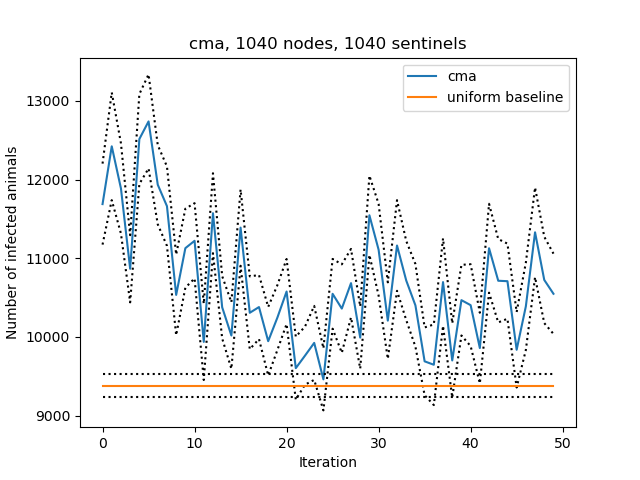 cma, 1040 nodes, 1040 sentinels
cma
uniform baseline
Number of infected animals
13000
12000
11000
10000
9000
0
10
20
30
40
50
Iteration